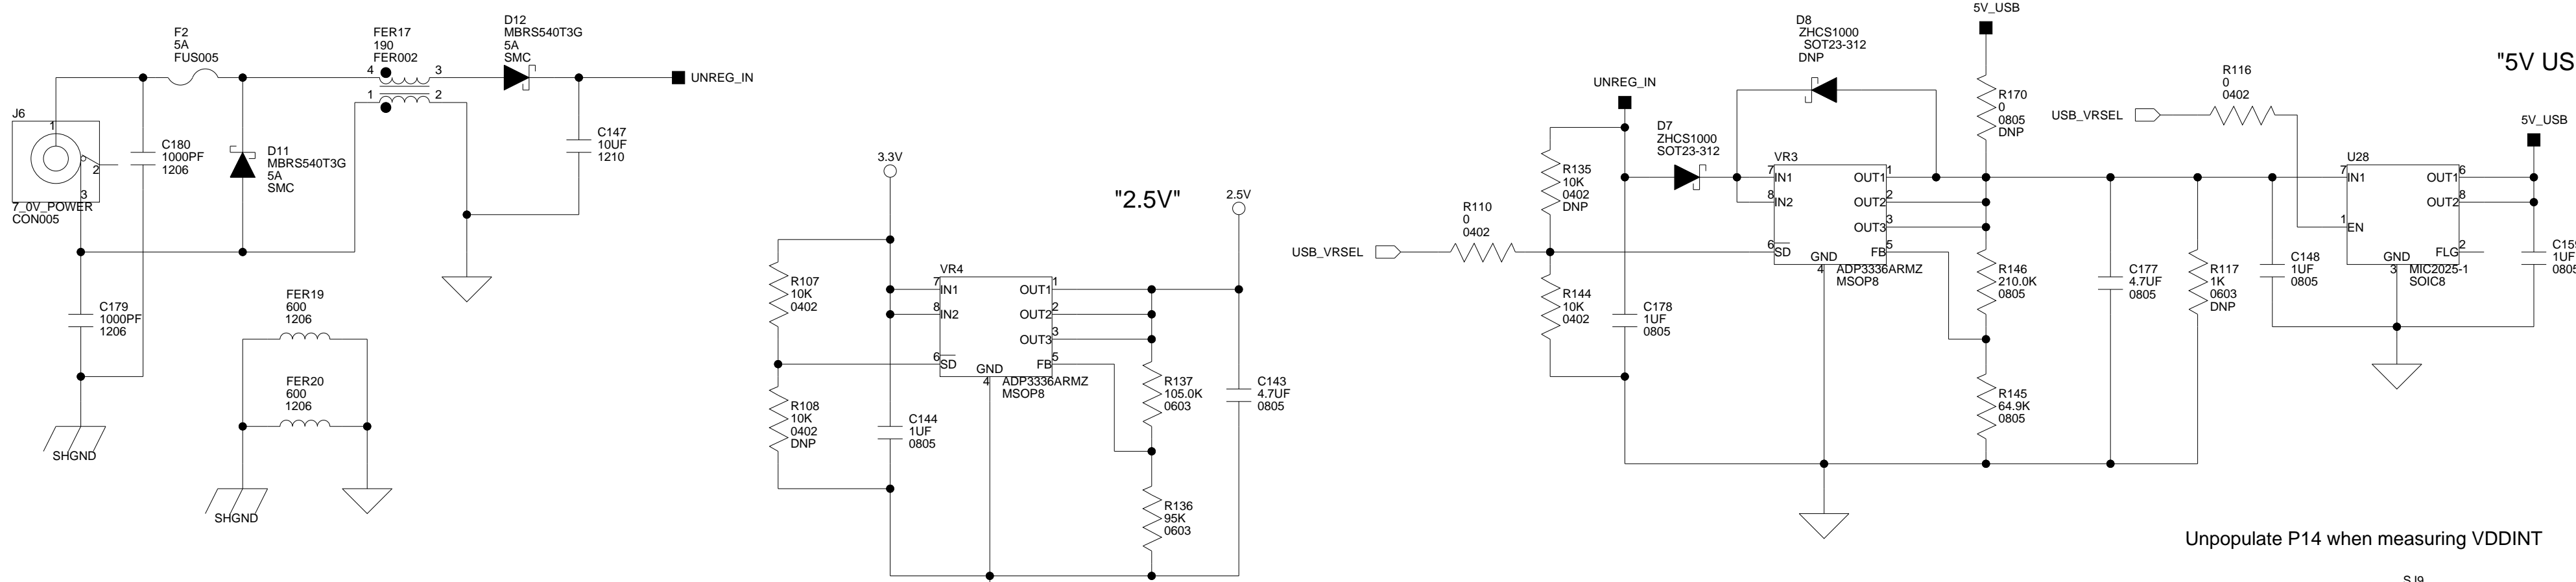 F2
5A
FUS005
FER17
190
FER002
4
3
1
2
D12
MBRS540T3G
5A
SMC
UNREG_IN
J6
1
2
3
7_0V_POWER
CON005
C180
1000PF
1206
D11
MBRS540T3G
5A
SMC
C147
10UF
1210
C179
1000PF
1206
SHGND
FER19
600
1206
FER20
600
1206
SHGND
3.3V
"2.5V"
2.5V
R107
10K
0402
R108
10K
0402
DNP
C144
1UF
0805
VR4
7
IN1
8
IN2
6
SD
GND
4
OUT1
1
OUT2
2
OUT3
3
FB
5
ADP3336ARMZ
MSOP8
R137
105.0K
0603
R136
95K
0603
C143
4.7UF
0805
USB_VRSEL
R110
0
0402
UNREG_IN
R135
10K
0402
DNP
R144
10K
0402
C178
1UF
0805
D7
ZHCS1000
SOT23-312
D8
ZHCS1000
SOT23-312
DNP
VR3
7
IN1
8
IN2
6
SD
GND
4
OUT1
1
OUT2
2
OUT3
3
FB
5
ADP3336ARMZ
MSOP8
5V_USB
R170
0
0805
DNP
R146
210.0K
0805
R145
64.9K
0805
C177
4.7UF
0805
R117
1K
0603
DNP
C148
1UF
0805
USB_VRSEL
R116
0
0402
"5V US
5V_USB
U28
7
IN1
1
EN
GND
3
OUT1
6
OUT2
8
FLG
2
MIC2025-1
SOIC8
1UF
Unpopulate P14 when measuring VDDINT